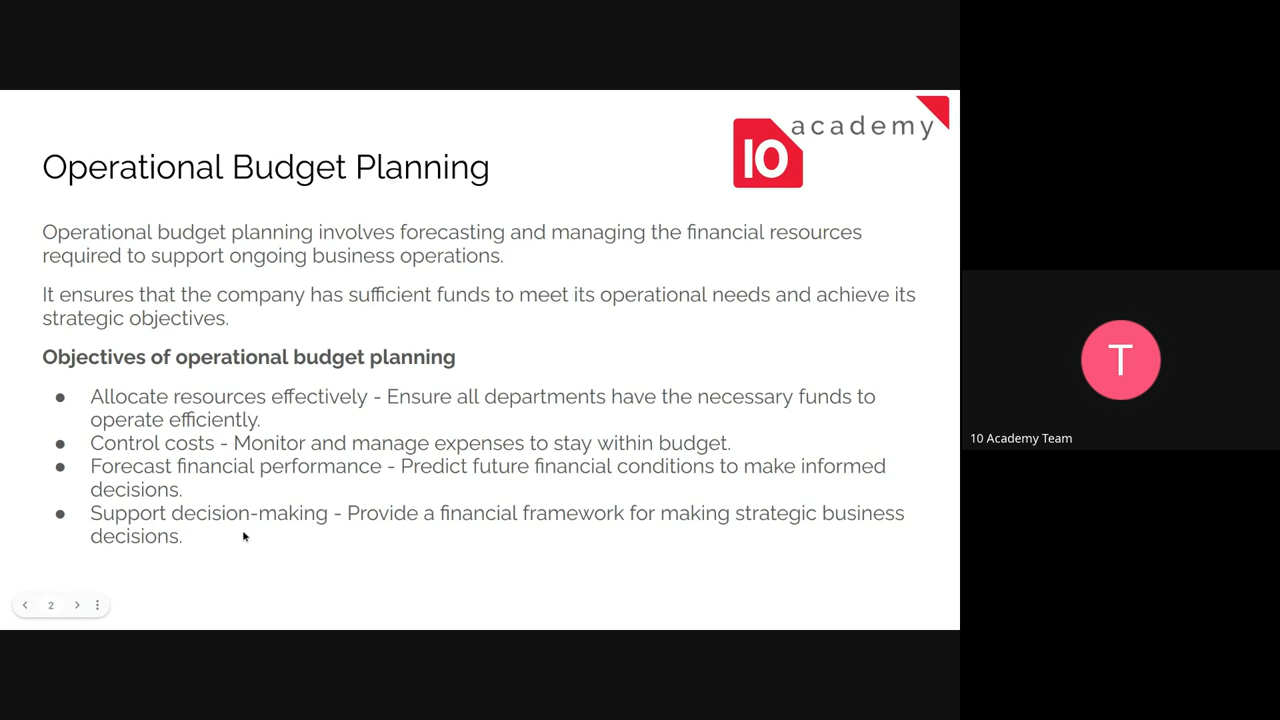 academy
10
Operational Budget Planning
Operational budget planning involves forecasting and managing the financial resources
required to support ongoing business operations.
It ensures that the company has sufficient funds to meet its operational needs and achieve its
strategic objectives.
Objectives of operational budget planning
● Allocate resources effectively - Ensure all departments have the necessary funds to
operate efficiently.
● Control costs - Monitor and manage expenses to stay within budget.
● Forecast financial performance - Predict future financial conditions to make informed
decisions.
● Support decision-making - Provide a financial framework for making strategic business
decisions.
2
T
10 Academy Team